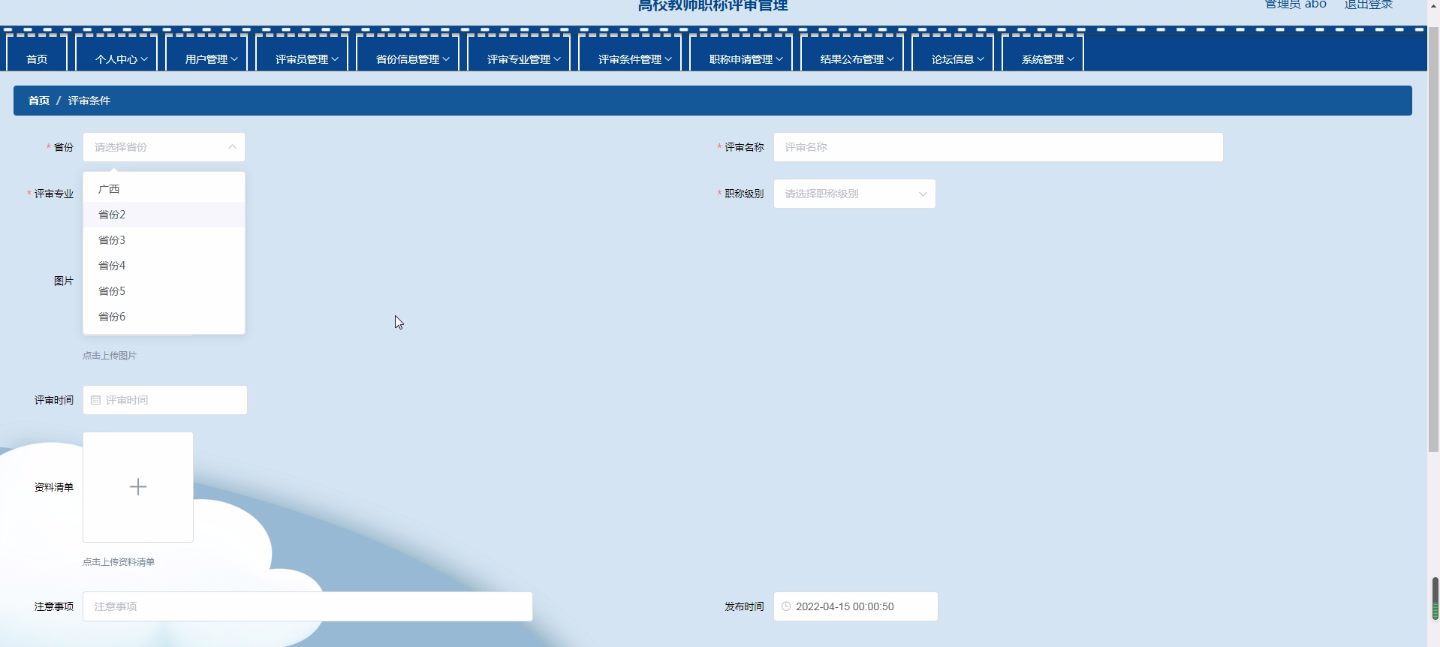 高校教师职称评审管理
管理员 abo 退出登录
首页 个人中心 用户管理 评审员管理 省份信息管理 评审专业管理 评审条件管理 职称申请管理 结果公布管理 论坛信息 系统管理
首页 / 评审条件
* 省份 请选择省份 * 评审名称 评审名称
* 评审专业 * 职称级别 请选择职称级别
广西
省份2
省份3
省份4
省份5
省份6
图片
点击上传图片
评审时间 评审时间
资料清单
点击上传资料清单
注意事项 注意事项 发布时间 2022-04-15 00:00:50